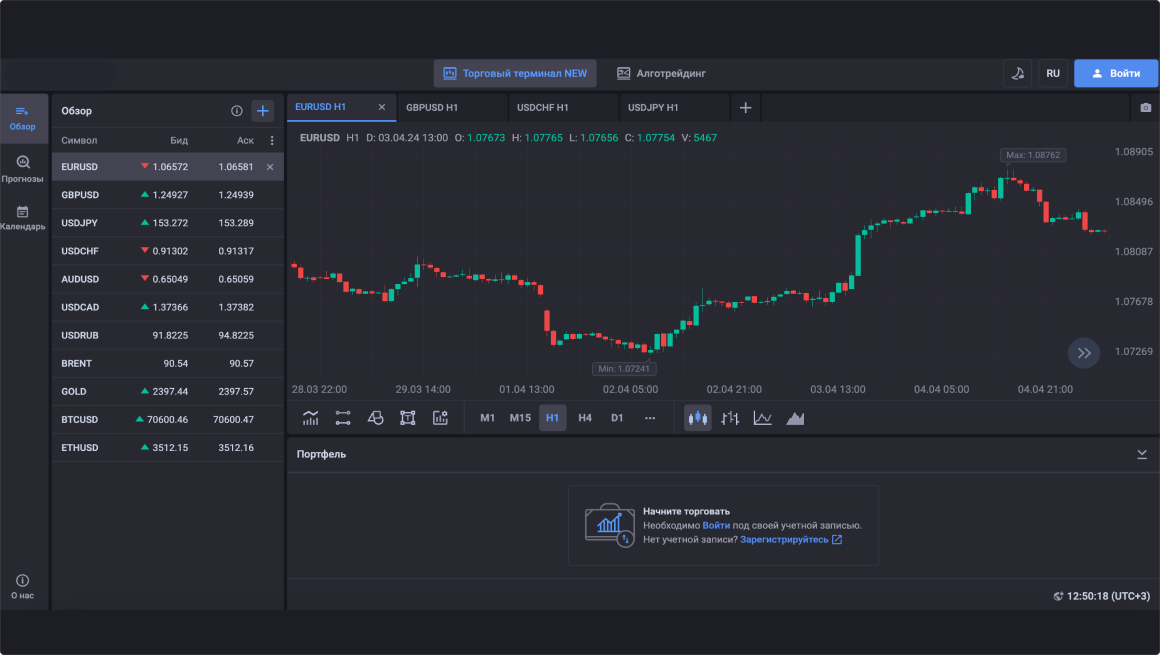 Торговый терминал NEW
Алготрейдинг
RU
Войти
Обзор
Прогнозы
Календарь
О нас
Обзор
Символ Бид Аск
EURUSD 1.06572 1.06581
GBPUSD 1.24927 1.24939
USDJPY 153.272 153.289
USDCHF 0.91302 0.91317
AUDUSD 0.65049 0.65059
USDCAD 1.37366 1.37382
USDRUB 91.8225 94.8225
BRENT 90.54 90.57
GOLD 2397.44 2397.57
BTCUSD 70600.46 70600.47
ETHUSD 3512.15 3512.16
EURUSD H1 GBPUSD H1 USDCHF H1 USDJPY H1
EURUSD H1 D: 03.04.24 13:00 O: 1.07673 H: 1.07765 L: 1.07656 C: 1.07754 V: 5467
Max: 1.08762
1.08905
1.08496
1.08087
1.07678
1.07269
Min: 1.07241
28.03 22:00 29.03 14:00 01.04 13:00 02.04 05:00 02.04 21:00 03.04 13:00 04.04 05:00 04.04 21:00
T
M1 M15 H1 H4 D1
Портфель
Начните торговать
Необходимо Войти под своей учетной записью.
Нет учетной записи? Зарегистрируйтесь
12:50:18 (UTC+3)